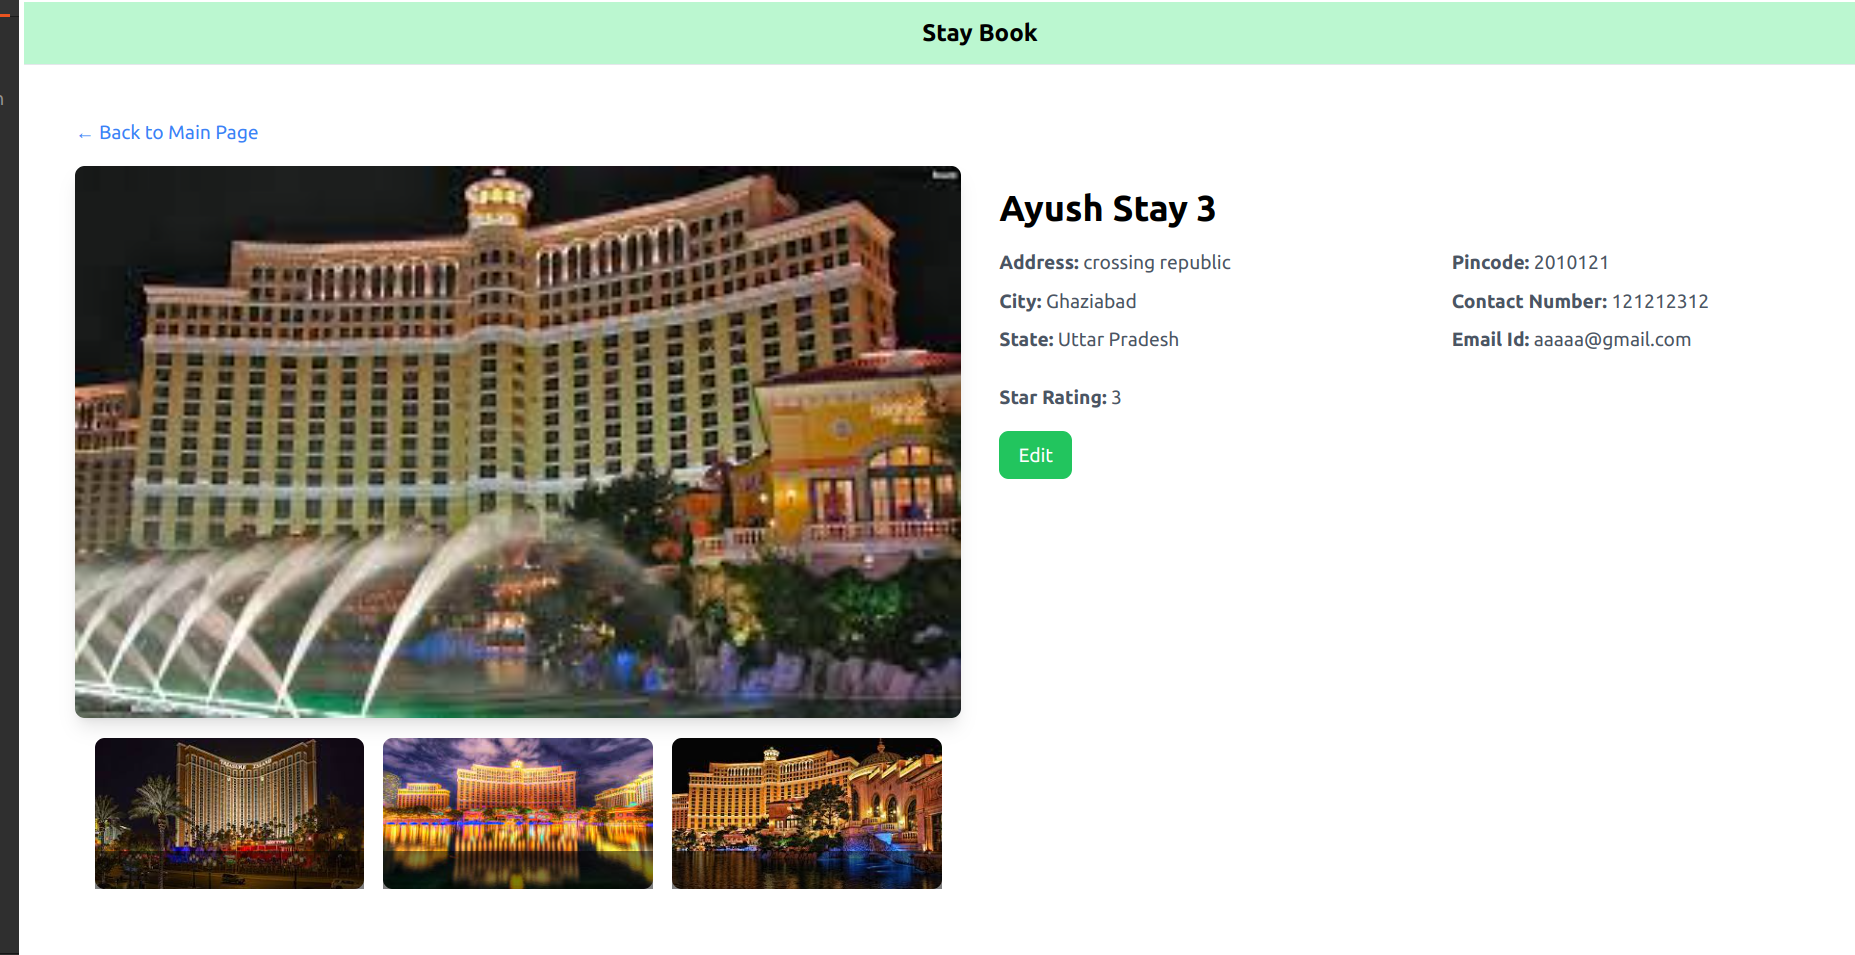 Stay Book
← Back to Main Page
Ayush Stay 3
Address: crossing republic
City: Ghaziabad
State: Uttar Pradesh
Pincode: 2010121
Contact Number: 121212312
Email Id: aaaaa@gmail.com
Star Rating: 3
Edit